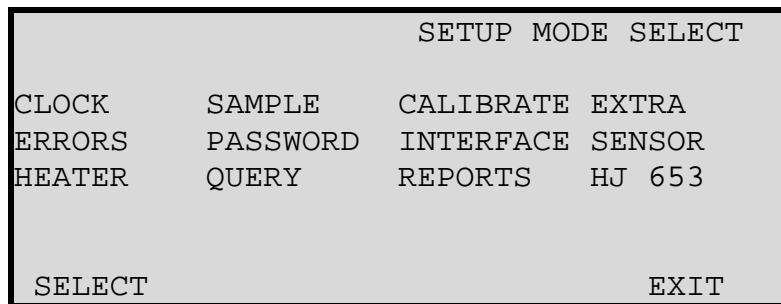 SETUP MODE SELECT
CLOCK SAMPLE CALIBRATE EXTRA
ERRORS PASSWORD INTERFACE SENSOR
HEATER QUERY REPORTS HJ 653
SELECT EXIT